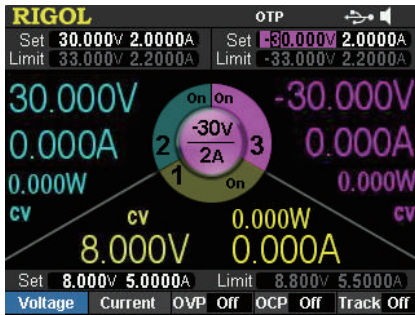 RIGOL OTP
Set 30.000V 2.0000A Set -30.000V 2.0000A
Limit 33.000V 2.2000A Limit -33.000V 2.2000A
30.000V On On -30.000V
-30V
2A
0.000A 2 3 0.000A
1 On
0.000W 0.000W
CV CV
CV 0.000W
8.000V 0.000A
Set 8.000V 5.0000A Limit 8.800V 5.5000A
Voltage Current OVP Off OCP Off Track Off